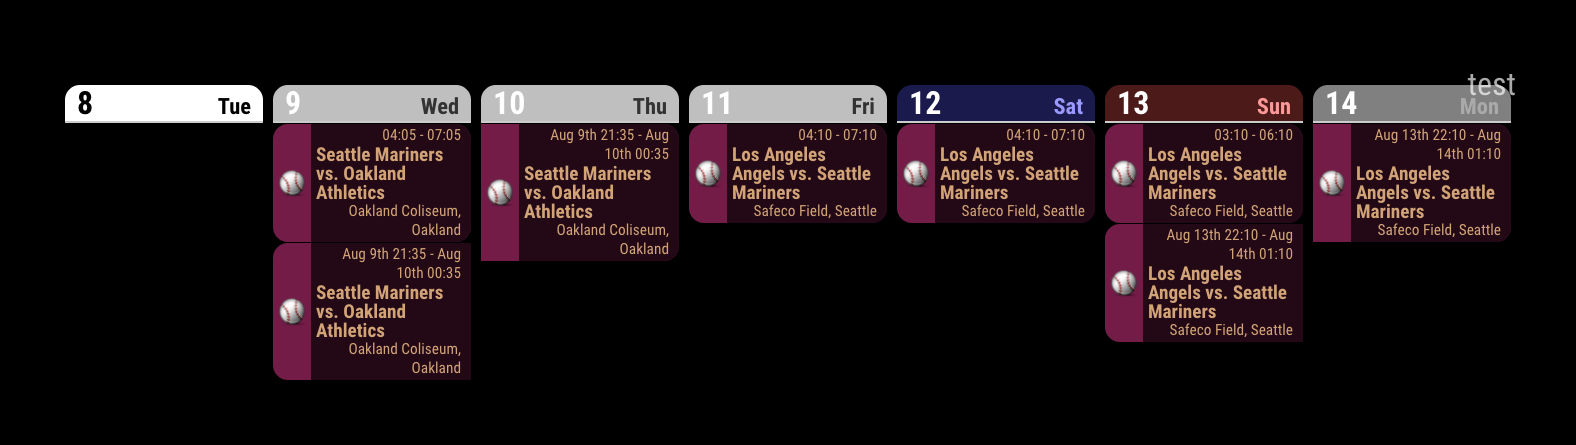 test
8 Tue
9 Wed
04:05 - 07:05
Seattle Mariners
vs. Oakland
Athletics
Oakland Coliseum,
Oakland
Aug 9th 21:35 - Aug
10th 00:35
Seattle Mariners
vs. Oakland
Athletics
Oakland Coliseum,
Oakland
10 Thu
Aug 9th 21:35 - Aug
10th 00:35
Seattle Mariners
vs. Oakland
Athletics
Oakland Coliseum,
Oakland
11 Fri
04:10 - 07:10
Los Angeles
Angels vs. Seattle
Mariners
Safeco Field, Seattle
12 Sat
04:10 - 07:10
Los Angeles
Angels vs. Seattle
Mariners
Safeco Field, Seattle
13 Sun
03:10 - 06:10
Los Angeles
Angels vs. Seattle
Mariners
Safeco Field, Seattle
Aug 13th 22:10 - Aug
14th 01:10
Los Angeles
Angels vs. Seattle
Mariners
Safeco Field, Seattle
14 Mon
Aug 13th 22:10 - Aug
14th 01:10
Los Angeles
Angels vs. Seattle
Mariners
Safeco Field, Seattle